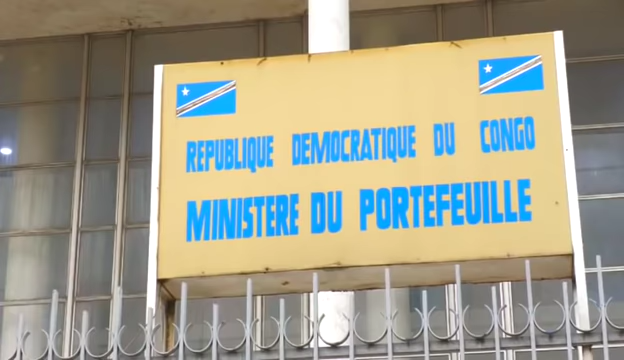 REPUBLIQUE DEMOCRATIQUE DU CONGO
MINISTERE DU PORTEFEUILLE